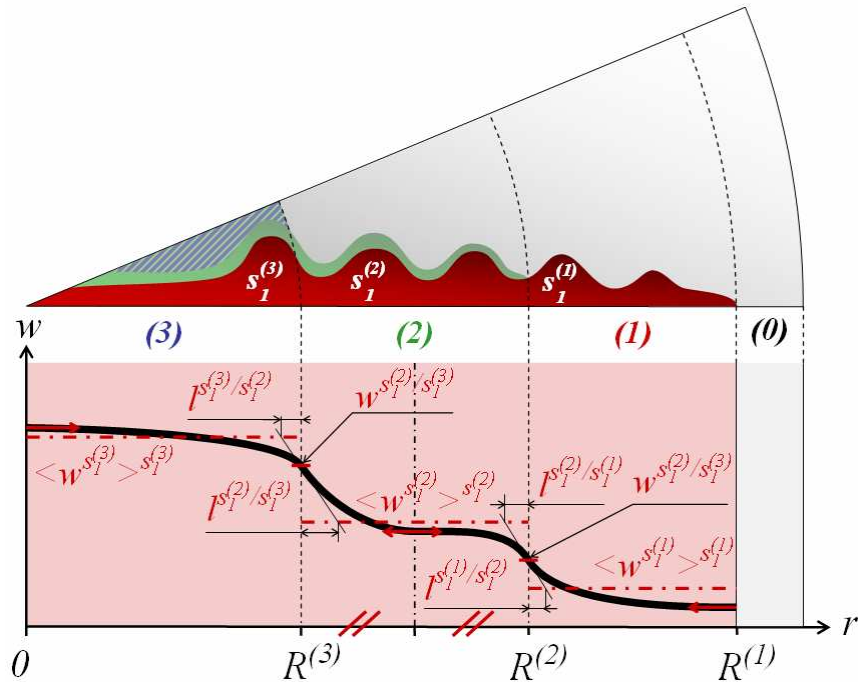 s₁⁽³⁾ s₁⁽²⁾ s₁⁽¹⁾
w (3) (2) (1) (0)
l^{s₁⁽³⁾/s₁⁽²⁾} w^{s₁⁽²⁾/s₁⁽³⁾}
<w^{s₁⁽³⁾}>^{s₁⁽³⁾} l^{s₁⁽²⁾/s₁⁽³⁾} <w^{s₁⁽²⁾}>^{s₁⁽²⁾} l^{s₁⁽²⁾/s₁⁽¹⁾} w^{s₁⁽²⁾/s₁⁽³⁾}
l^{s₁⁽¹⁾/s₁⁽²⁾} <w^{s₁⁽¹⁾}>^{s₁⁽¹⁾}
0 R⁽³⁾ R⁽²⁾ R⁽¹⁾ r